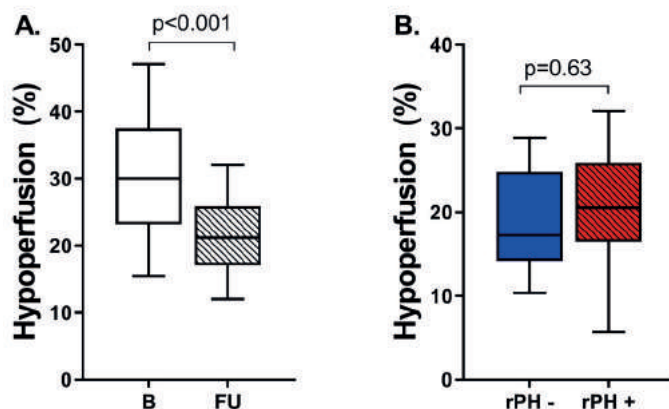 A.
p<0.001
Hypoperfusion (%)
50
40
30
20
10
0
B
FU
B.
p=0.63
Hypoperfusion (%)
40
30
20
10
0
rPH -
rPH +